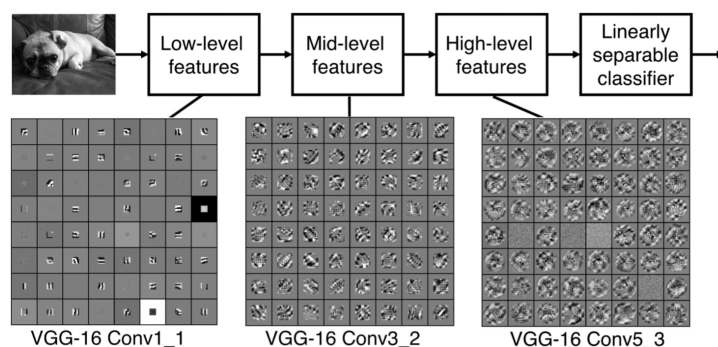 Low-level
features
Mid-level
features
High-level
features
Linearly
separable
classifier
VGG-16 Conv1_1
VGG-16 Conv3_2
VGG-16 Conv5_3